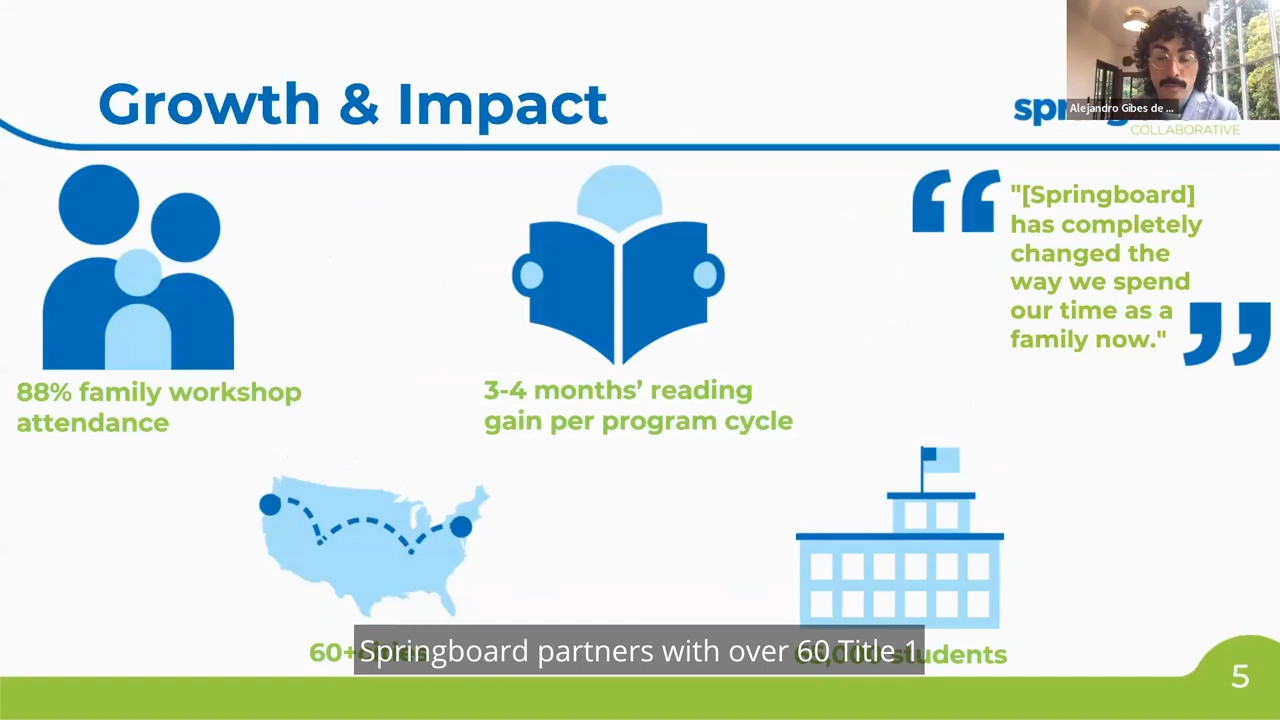 Growth & Impact
Alejandro Gibes de ...
COLLABORATIVE
"[Springboard]
has completely
changed the
way we spend
our time as a
family now."
88% family workshop
attendance
3-4 months’ reading
gain per program cycle
60+
students
Springboard partners with over 60 Title 1
5